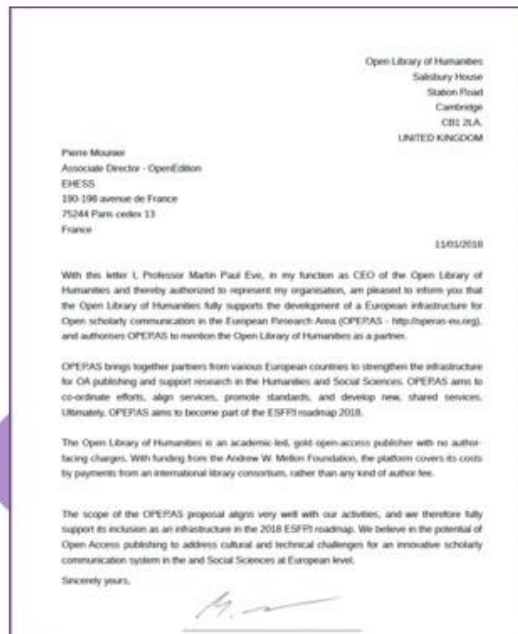 Open Library of Humanities
Salisbury House
Station Road
Cambridge
CB1 2LA,
UNITED KINGDOM
Pierre Mounier
Associate Director - OpenEdition
EHESS
190-198 avenue de France
75244 Paris cedex 13
France
11/01/2018
With this letter I, Professor Martin Paul Eve, in my function as CEO of the Open Library of
Humanities and thereby authorized to represent my organisation, am pleased to inform you that
the Open Library of Humanities fully supports the development of a European infrastructure for
Open scholarly communication in the European Research Area (OPERAS - http://operas-eu.org),
and authorises OPERAS to mention the Open Library of Humanities as a partner.
OPERAS brings together partners from various European countries to strengthen the infrastructure
for OA publishing and support research in the Humanities and Social Sciences. OPERAS aims to
co-ordinate efforts, align services, promote standards, and develop new, shared services.
Ultimately, OPERAS aims to become part of the ESFRI roadmap 2018.
The Open Library of Humanities is an academic-led, gold open-access publisher with no author-
facing charges. With funding from the Andrew W. Mellon Foundation, the platform covers its costs
by payments from an international library consortium, rather than any kind of author fee.
The scope of the OPERAS proposal aligns very well with our activities, and we therefore fully
support its inclusion as an infrastructure in the 2018 ESFRI roadmap. We believe in the potential of
Open Access publishing to address cultural and technical challenges for an innovative scholarly
communication system in the and Social Sciences at European level.
Sincerely yours,